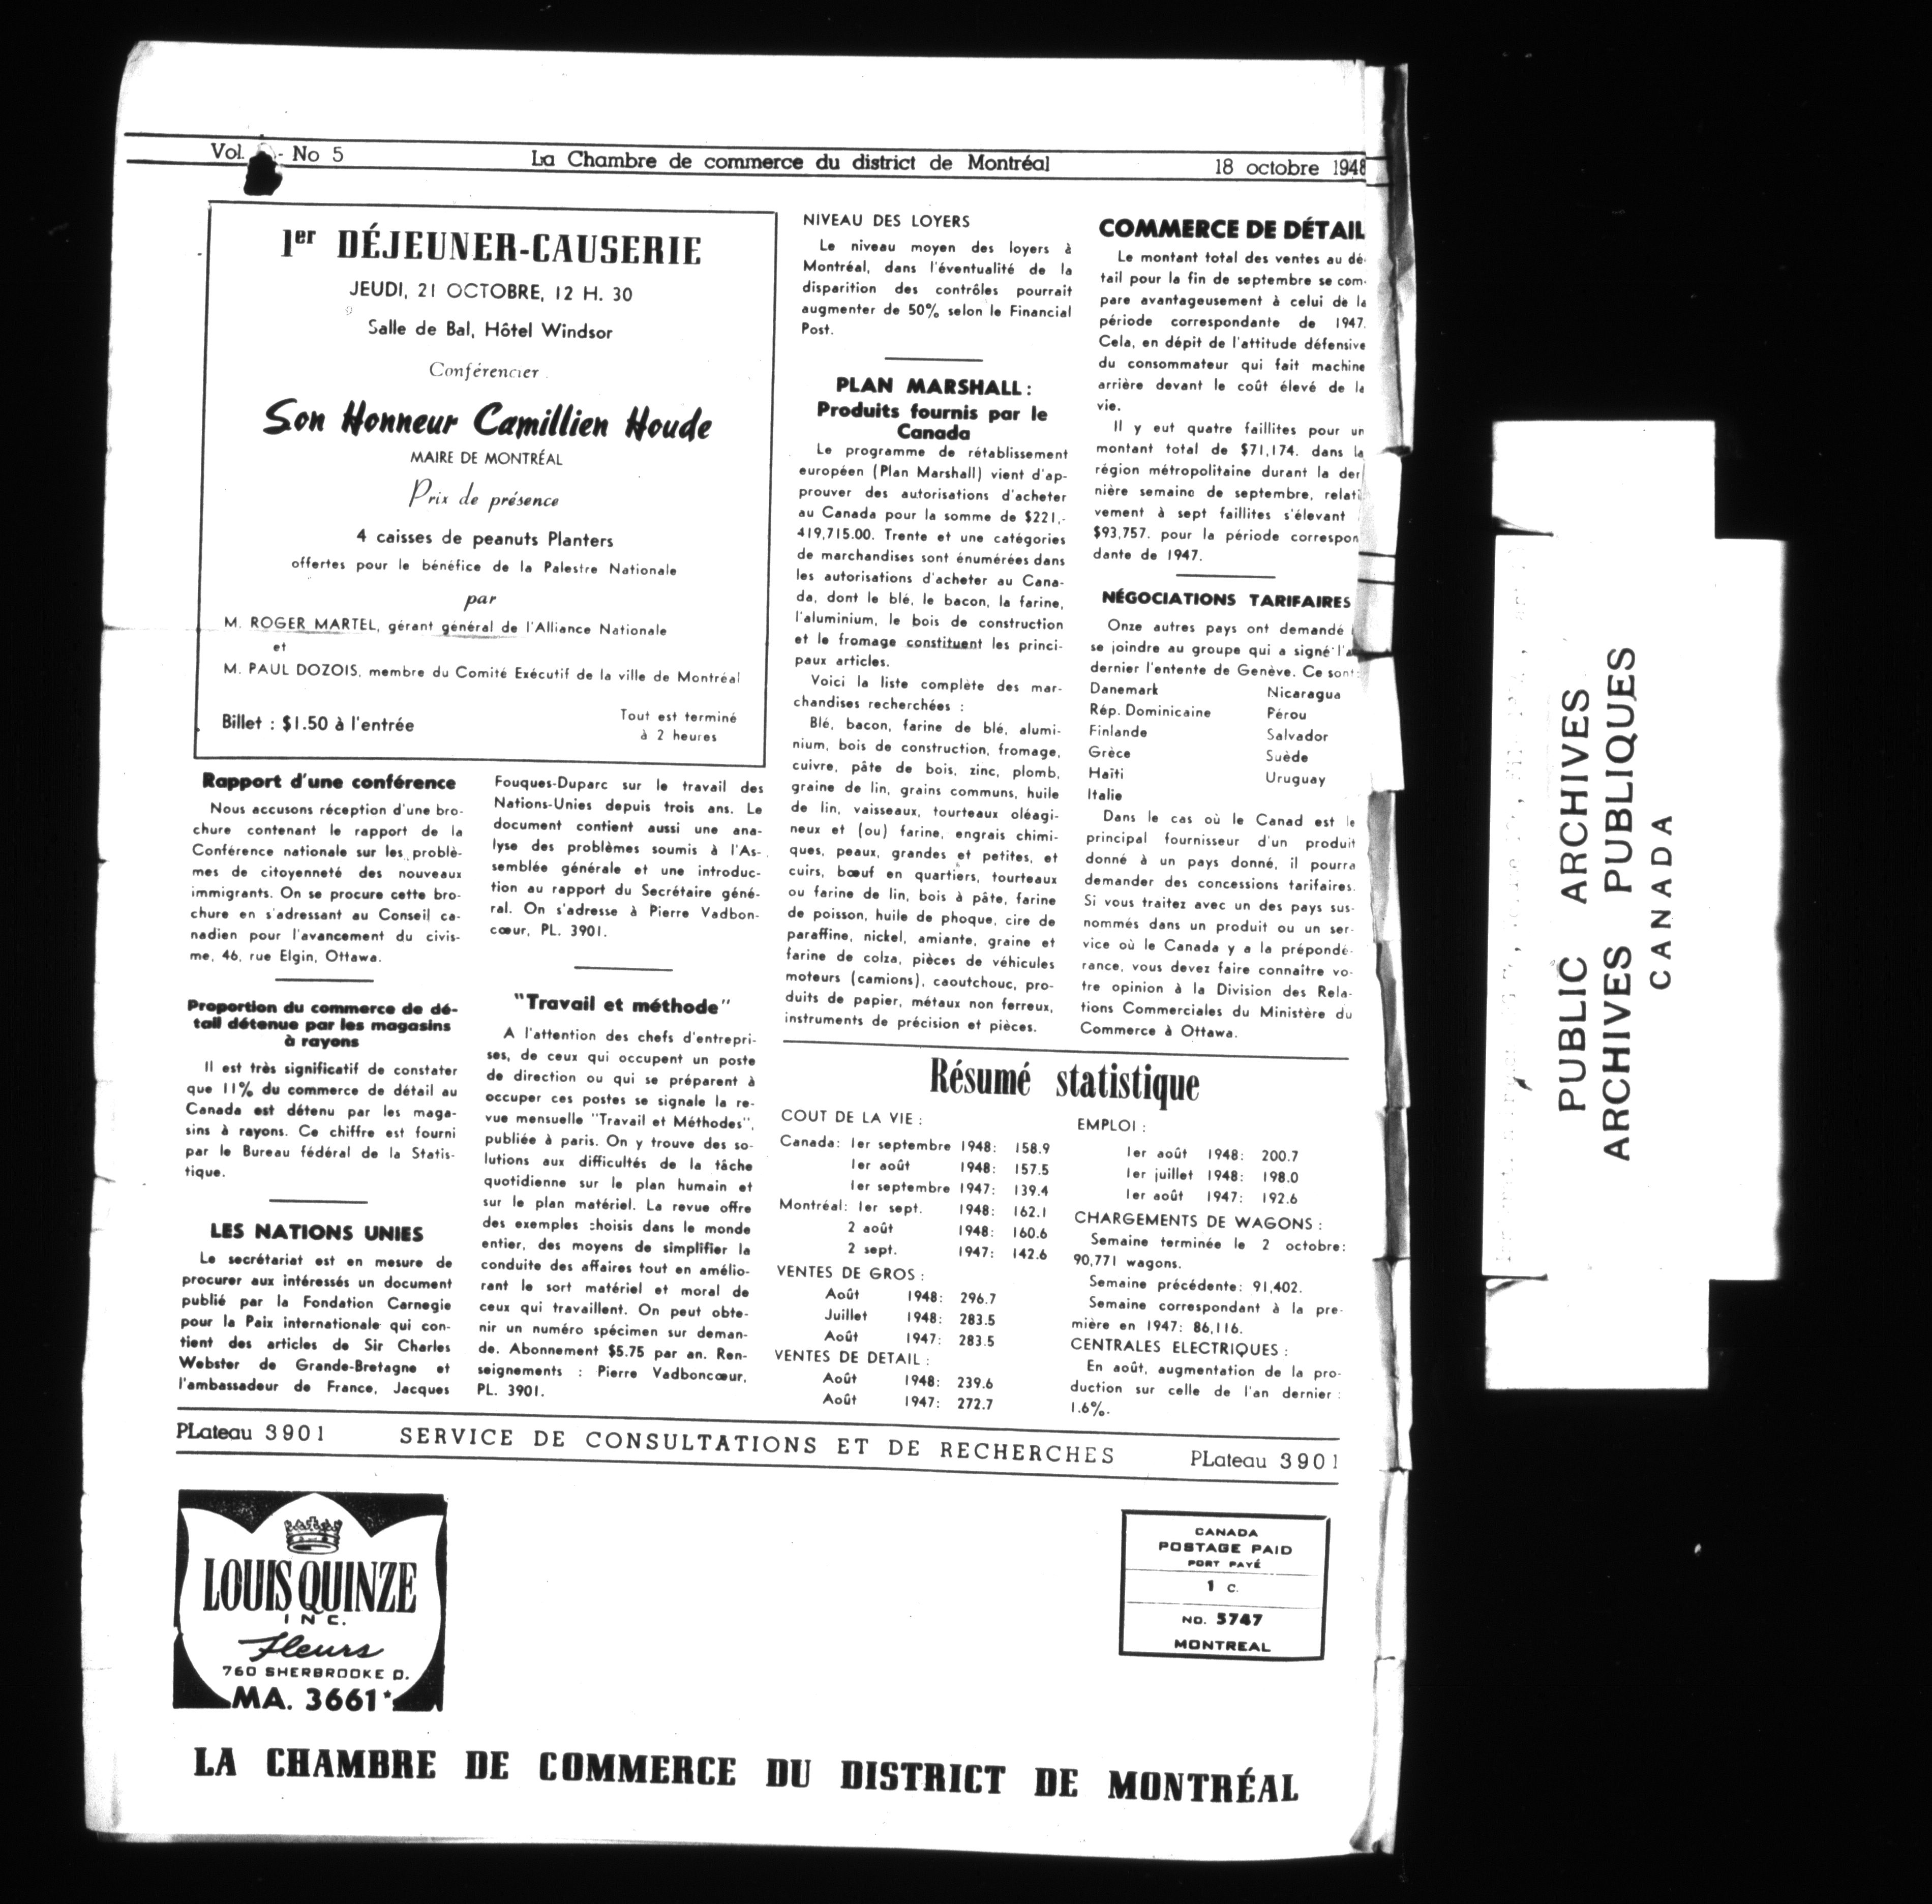 Vol. - No 5
La Chambre de commerce du district de Montréal
18 octobre 1948
1er DÉJEUNER-CAUSERIE
JEUDI, 21 OCTOBRE, 12 H. 30
Salle de Bal, Hôtel Windsor
Conférencier
Son Honneur Camillien Houde
MAIRE DE MONTRÉAL
Prix de présence
4 caisses de peanuts Planters
offertes pour le bénéfice de la Palestre Nationale
par
M. ROGER MARTEL, gérant général de l'Alliance Nationale
et
M. PAUL DOZOIS, membre du Comité Exécutif de la ville de Montréal
Billet : $1.50 à l'entrée
Tout est terminé
à 2 heures
Rapport d'une conférence
Nous accusons réception d'une bro-
chure contenant le rapport de la
Conférence nationale sur les problè-
mes de citoyenneté des nouveaux
immigrants. On se procure cette bro-
chure en s'adressant au Conseil ca-
nadien pour l'avancement du civis-
me, 46, rue Elgin, Ottawa.
Proportion du commerce de dé-
tail détenue par les magasins
à rayons
Il est très significatif de constater
que 11% du commerce de détail au
Canada est détenu par les maga-
sins à rayons. Ce chiffre est fourni
par le Bureau fédéral de la Statis-
tique.
LES NATIONS UNIES
Le secrétariat est en mesure de
procurer aux intéressés un document
publié par la Fondation Carnegie
pour la Paix internationale qui con-
tient des articles de Sir Charles
Webster de Grande-Bretagne et
l'ambassadeur de France, Jacques
Fouques-Duparc sur le travail des
Nations-Unies depuis trois ans. Le
document contient aussi une ana-
lyse des problèmes soumis à l'As-
semblée générale et une introduc-
tion au rapport du Secrétaire géné-
ral. On s'adresse à Pierre Vadbon-
cœur, PL. 3901.
"Travail et méthode"
A l'attention des chefs d'entrepri-
ses, de ceux qui occupent un poste
de direction ou qui se préparent à
occuper ces postes se signale la re-
vue mensuelle "Travail et Méthodes",
publiée à paris. On y trouve des so-
lutions aux difficultés de la tâche
quotidienne sur le plan humain et
sur le plan matériel. La revue offre
des exemples choisis dans le monde
entier, des moyens de simplifier la
conduite des affaires tout en amélio-
rant le sort matériel et moral de
ceux qui travaillent. On peut obte-
nir un numéro spécimen sur deman-
de. Abonnement $5.75 par an. Ren-
seignements : Pierre Vadboncœur,
PL. 3901.
NIVEAU DES LOYERS
Le niveau moyen des loyers à
Montréal, dans l'éventualité de la
disparition des contrôles pourrait
augmenter de 50% selon le Financial
Post.
PLAN MARSHALL :
Produits fournis par le
Canada
Le programme de rétablissement
européen (Plan Marshall) vient d'ap-
prouver des autorisations d'acheter
au Canada pour la somme de $221,-
419,715.00. Trente et une catégories
de marchandises sont énumérées dans
les autorisations d'acheter au Cana-
da, dont le blé, le bacon, la farine,
l'aluminium, le bois de construction
et le fromage constituent les princi-
paux articles.
Voici la liste complète des mar-
chandises recherchées :
Blé, bacon, farine de blé, alumi-
nium, bois de construction, fromage,
cuivre, pâte de bois, zinc, plomb,
graine de lin, grains communs, huile
de lin, vaisseaux, tourteaux oléagi-
neux et (ou) farine, engrais chimi-
ques, peaux, grandes et petites, et
cuirs, bœuf en quartiers, tourteaux
ou farine de lin, bois à pâte, farine
de poisson, huile de phoque, cire de
paraffine, nickel, amiante, graine et
farine de colza, pièces de véhicules
moteurs (camions), caoutchouc, pro-
duits de papier, métaux non ferreux,
instruments de précision et pièces.
COMMERCE DE DÉTAIL
Le montant total des ventes au dé-
tail pour la fin de septembre se com-
pare avantageusement à celui de la
période correspondante de 1947.
Cela, en dépit de l'attitude défensive
du consommateur qui fait machine
arrière devant le coût élevé de la
vie.
Il y eut quatre faillites pour un
montant total de $71,174. dans la
région métropolitaine durant la der
nière semaine de septembre, relati
vement à sept faillites s'élevant
$93,757. pour la période correspon
dante de 1947.
NÉGOCIATIONS TARIFAIRES
Onze autres pays ont demandé
se joindre au groupe qui a signé l'a
dernier l'entente de Genève. Ce sont:
Danemark Nicaragua
Rép. Dominicaine Pérou
Finlande Salvador
Grèce Suède
Haïti Uruguay
Italie
Dans le cas où le Canad est le
principal fournisseur d'un produit
donné à un pays donné, il pourra
demander des concessions tarifaires.
Si vous traitez avec un des pays sus-
nommés dans un produit ou un ser-
vice où le Canada y a la prépondé-
rance, vous devez faire connaitre vo-
tre opinion à la Division des Rela-
tions Commerciales du Ministère du
Commerce à Ottawa.
Résumé statistique
COUT DE LA VIE :
Canada: 1er septembre 1948: 158.9
1er août 1948: 157.5
1er septembre 1947: 139.4
Montréal: 1er sept. 1948: 162.1
2 août 1948: 160.6
2 sept. 1947: 142.6
VENTES DE GROS :
Août 1948: 296.7
Juillet 1948: 283.5
Août 1947: 283.5
VENTES DE DETAIL :
Août 1948: 239.6
Août 1947: 272.7
EMPLOI :
1er août 1948: 200.7
1er juillet 1948: 198.0
1er août 1947: 192.6
CHARGEMENTS DE WAGONS :
Semaine terminée le 2 octobre:
90,771 wagons.
Semaine précédente: 91,402.
Semaine correspondant à la pre-
mière en 1947: 86,116.
CENTRALES ELECTRIQUES :
En août, augmentation de la pro-
duction sur celle de l'an dernier :
1.6%.
PLateau 3901
SERVICE DE CONSULTATIONS ET DE RECHERCHES
PLateau 3901
LOUIS QUINZE
INC.
Fleurs
760 SHERBROOKE O.
MA. 3661*
CANADA
POSTAGE PAID
PORT PAYÉ
1 c.
NO. 5747
MONTREAL
LA CHAMBRE DE COMMERCE DU DISTRICT DE MONTRÉAL
PUBLIC ARCHIVES
ARCHIVES PUBLIQUES
CANADA